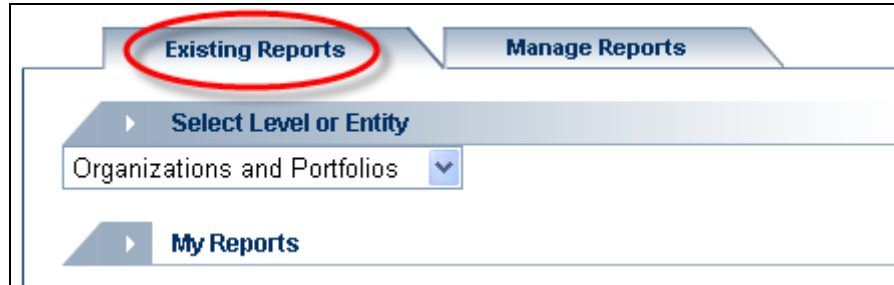 Existing Reports Manage Reports
Select Level or Entity
Organizations and Portfolios
My Reports